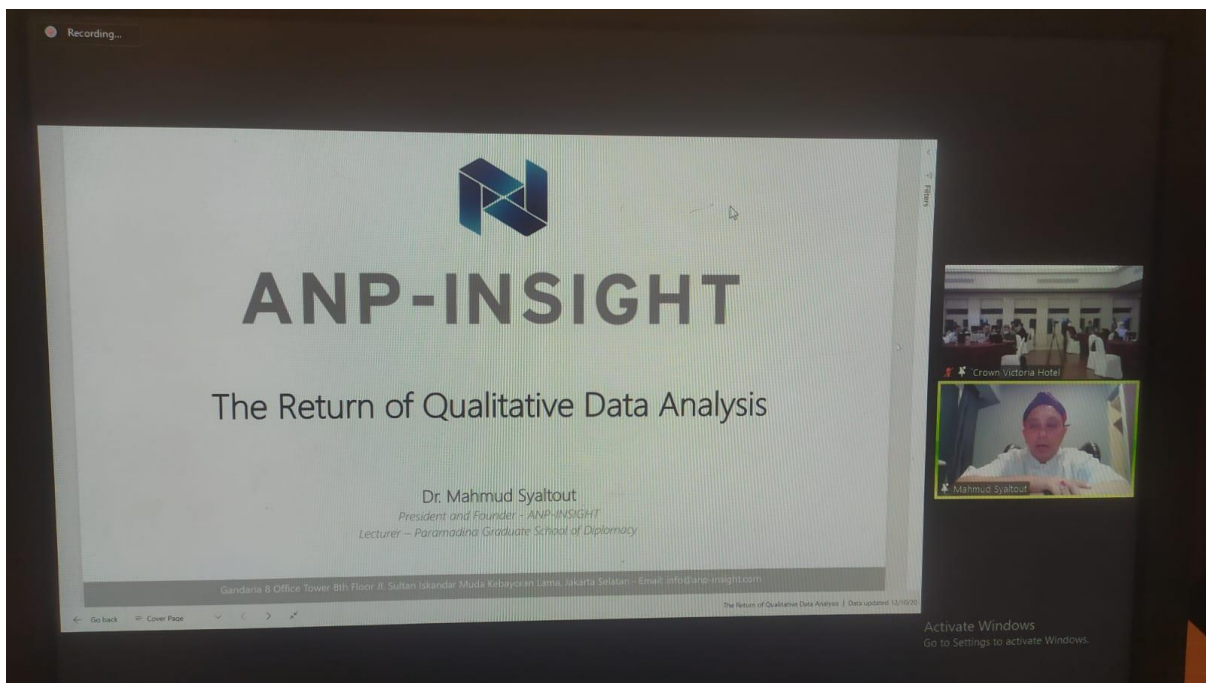 Recording...
Filters
ANP-INSIGHT
The Return of Qualitative Data Analysis
Dr. Mahmud Syaltout
President and Founder - ANP-INSIGHT
Lecturer – Paramadina Graduate School of Diplomacy
Gandaria 8 Office Tower 8th Floor Jl. Sultan Iskandar Muda Kebayoran Lama, Jakarta Selatan - Email: info@anp-insight.com
The Return of Qualitative Data Analysis | Data updated 12/10/20
Go back
Cover Page
Crown Victoria Hotel
Mahmud Syaltout
Activate Windows
Go to Settings to activate Windows.